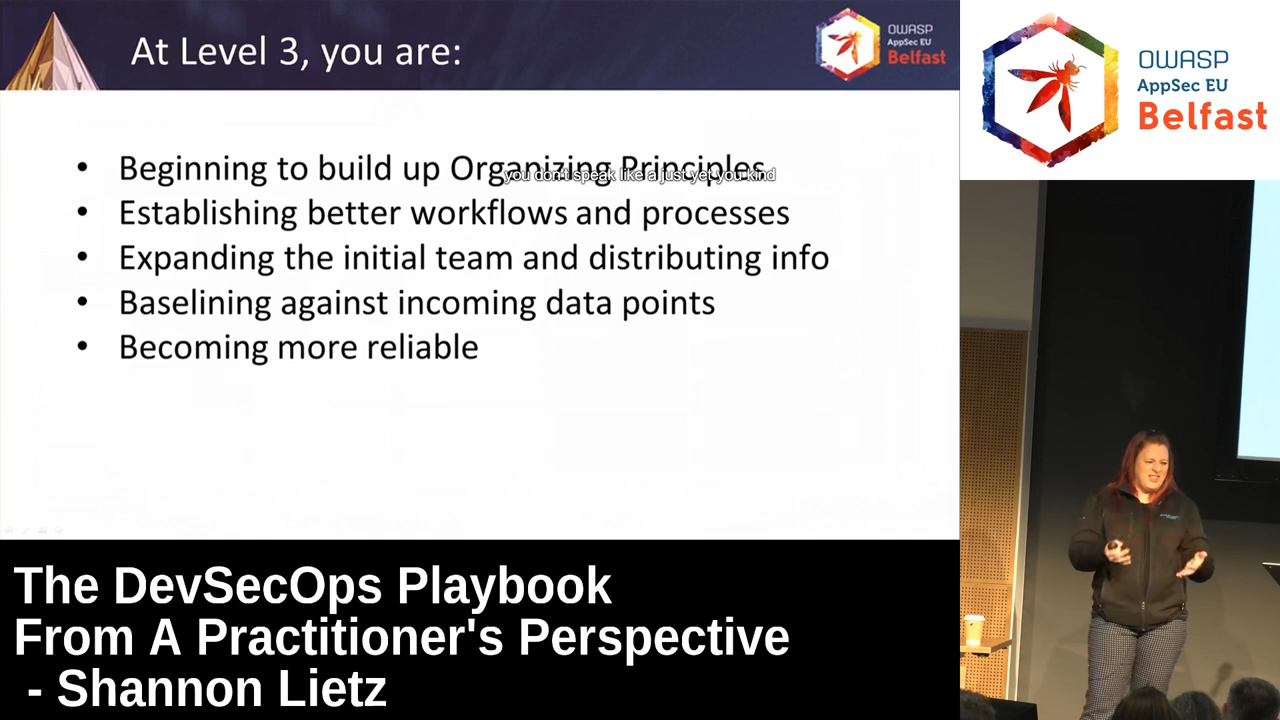 At Level 3, you are:
OWASP
AppSec EU
Belfast
• Beginning to build up Organizing Principles
you don't speak like a just yet you kind
• Establishing better workflows and processes
• Expanding the initial team and distributing info
• Baselining against incoming data points
• Becoming more reliable
The DevSecOps Playbook
From A Practitioner's Perspective
- Shannon Lietz
OWASP
AppSec EU
Belfast